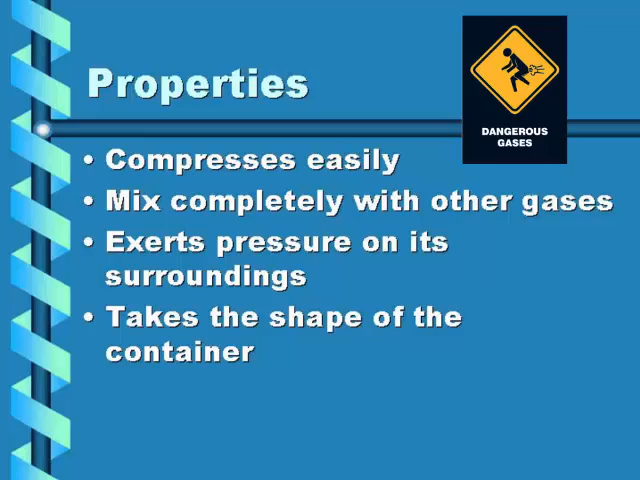 Properties
DANGEROUS
GASES
• Compresses easily
• Mix completely with other gases
• Exerts pressure on its
surroundings
• Takes the shape of the
container